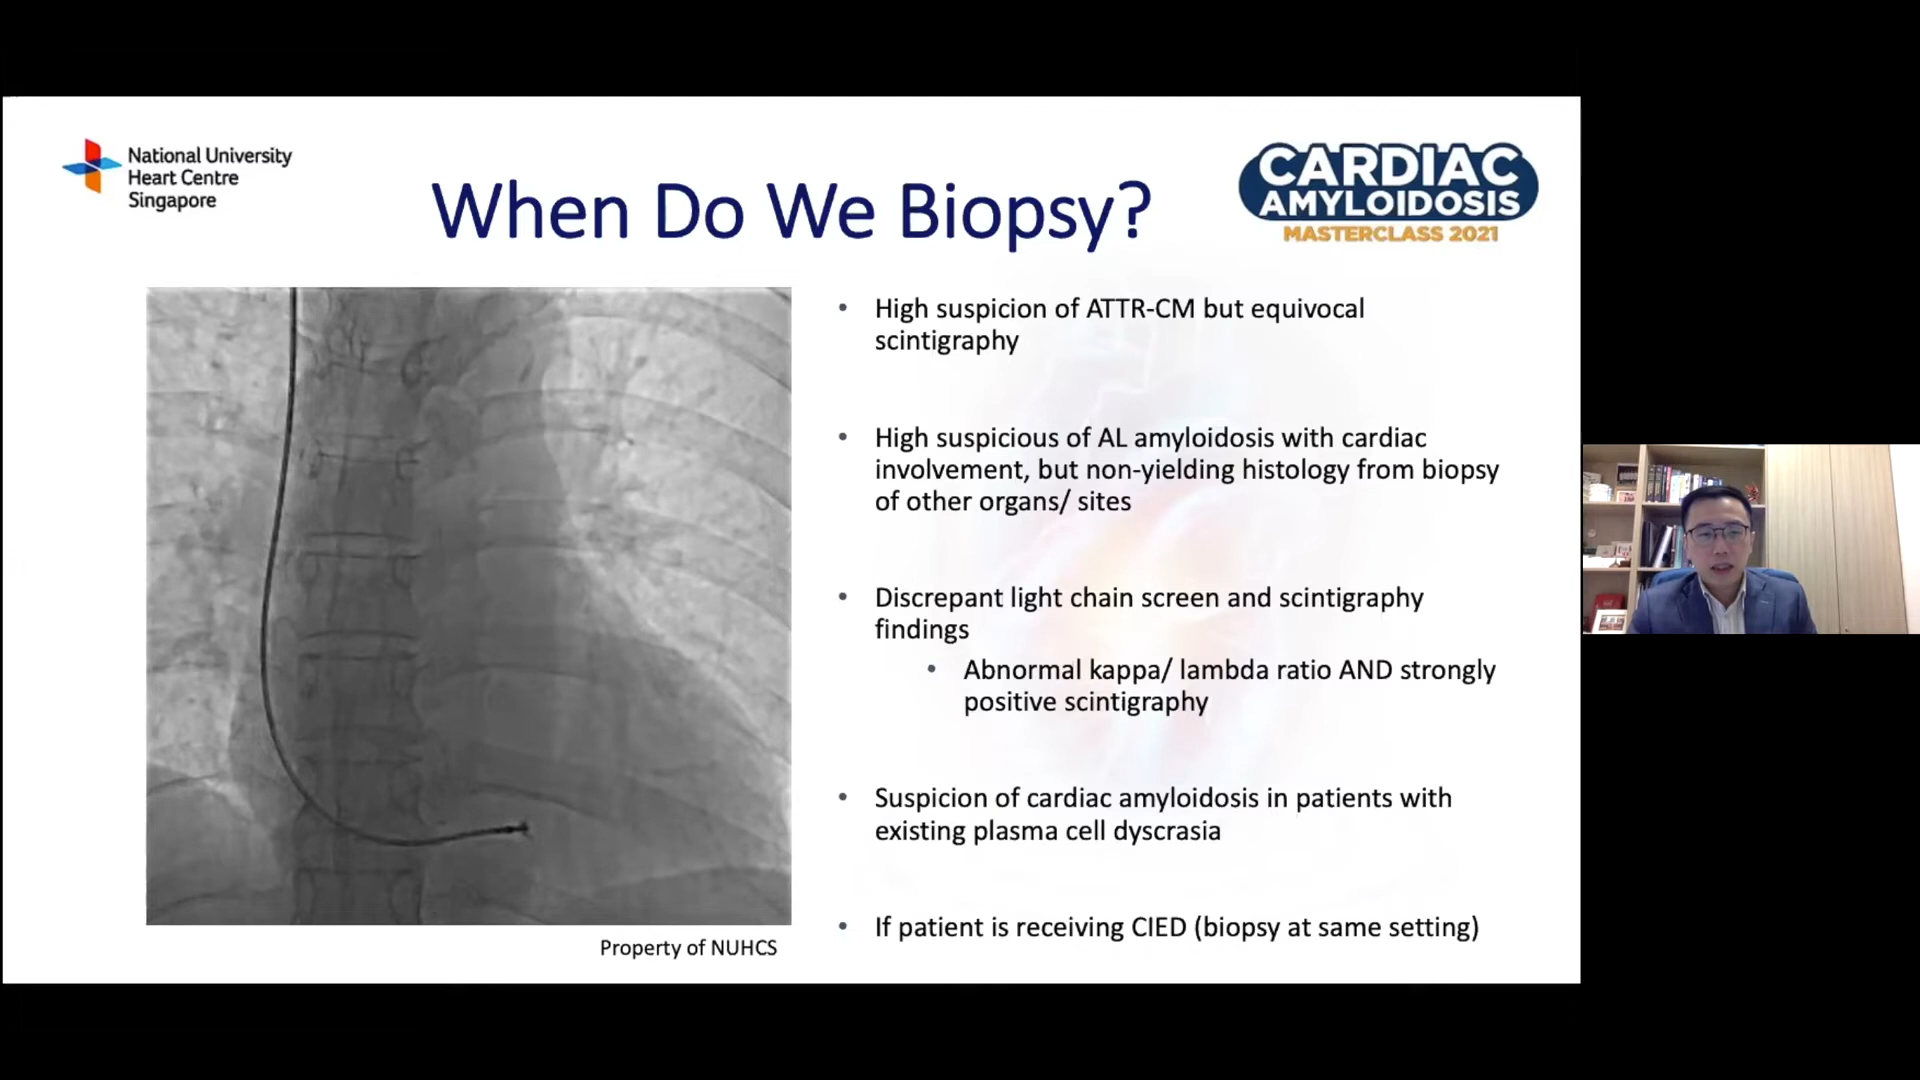 National University
Heart Centre
Singapore
When Do We Biopsy?
CARDIAC
AMYLOIDOSIS
MASTERCLASS 2021
• High suspicion of ATTR-CM but equivocal
scintigraphy
• High suspicious of AL amyloidosis with cardiac
involvement, but non-yielding histology from biopsy
of other organs/ sites
• Discrepant light chain screen and scintigraphy
findings
• Abnormal kappa/ lambda ratio AND strongly
positive scintigraphy
• Suspicion of cardiac amyloidosis in patients with
existing plasma cell dyscrasia
• If patient is receiving CIED (biopsy at same setting)
Property of NUHCS